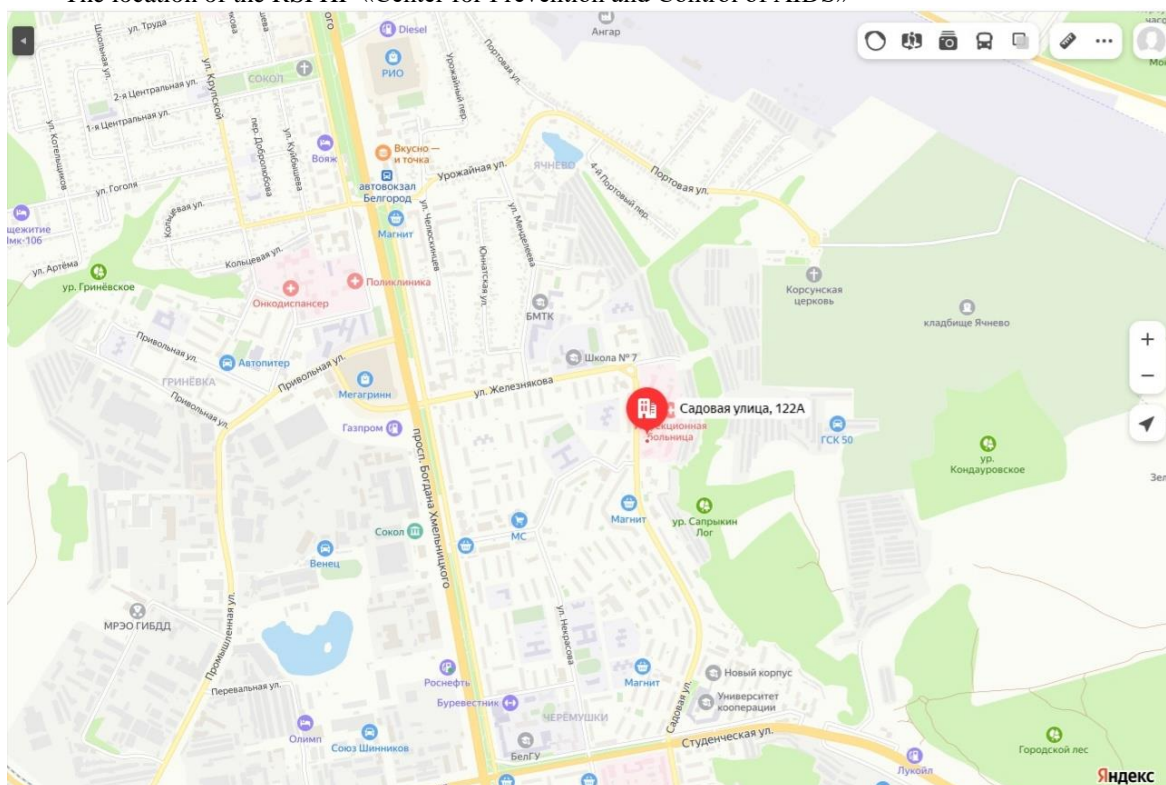 The location of the RSPHF «Center for Prevention and Control of AIDS»
ул. Труда
Школьная ул.
ул. Крупской
2-я Центральная ул.
1-я Центральная ул.
ул. Котельщиков
пер. Добролюбова
ул. Куйбышева
СОКОЛ
Diesel
РИО
Ангар
Портовая ул.
Урожайный пер.
Вояж
Вкусно —
и точка
автовокзал
Белгород
Урожайная ул.
ЯЧНЕВО
4-й Портовый пер.
Портовая ул.
ул. Гоголя
Кольцевая ул.
Магнит
ул. Челюскинцев
ул. Менделеева
Юннатская ул.
ул. Артёма
ур. Гринёвское
Кольцевая ул.
Поликлиника
Онкодиспансер
Корсунская
церковь
кладбище Ячнево
БМТК
Привольная ул.
Автопитер
Школа № 7
ГРИНЁВКА
Привольная ул.
Привольная ул.
Мегагринн
ул. Железнякова
Садовая улица, 122А
больница
Газпром
просп. Богдана Хмельницкого
ГСК 50
ур.
Кондауровское
Магнит
ур. Сапрыкин
Лог
Сокол
МС
Венец
МРЭО ГИБДД
Промышленная ул.
ул. Некрасова
Перевальная ул.
Роснефть
Буревестник
Магнит
Новый корпус
Университет
кооперации
Садовая ул.
ЧЕРЁМУШКИ
Олимп
Союз Шинников
БелГУ
Студенческая ул.
Лукойл
Городской лес
Яндекс